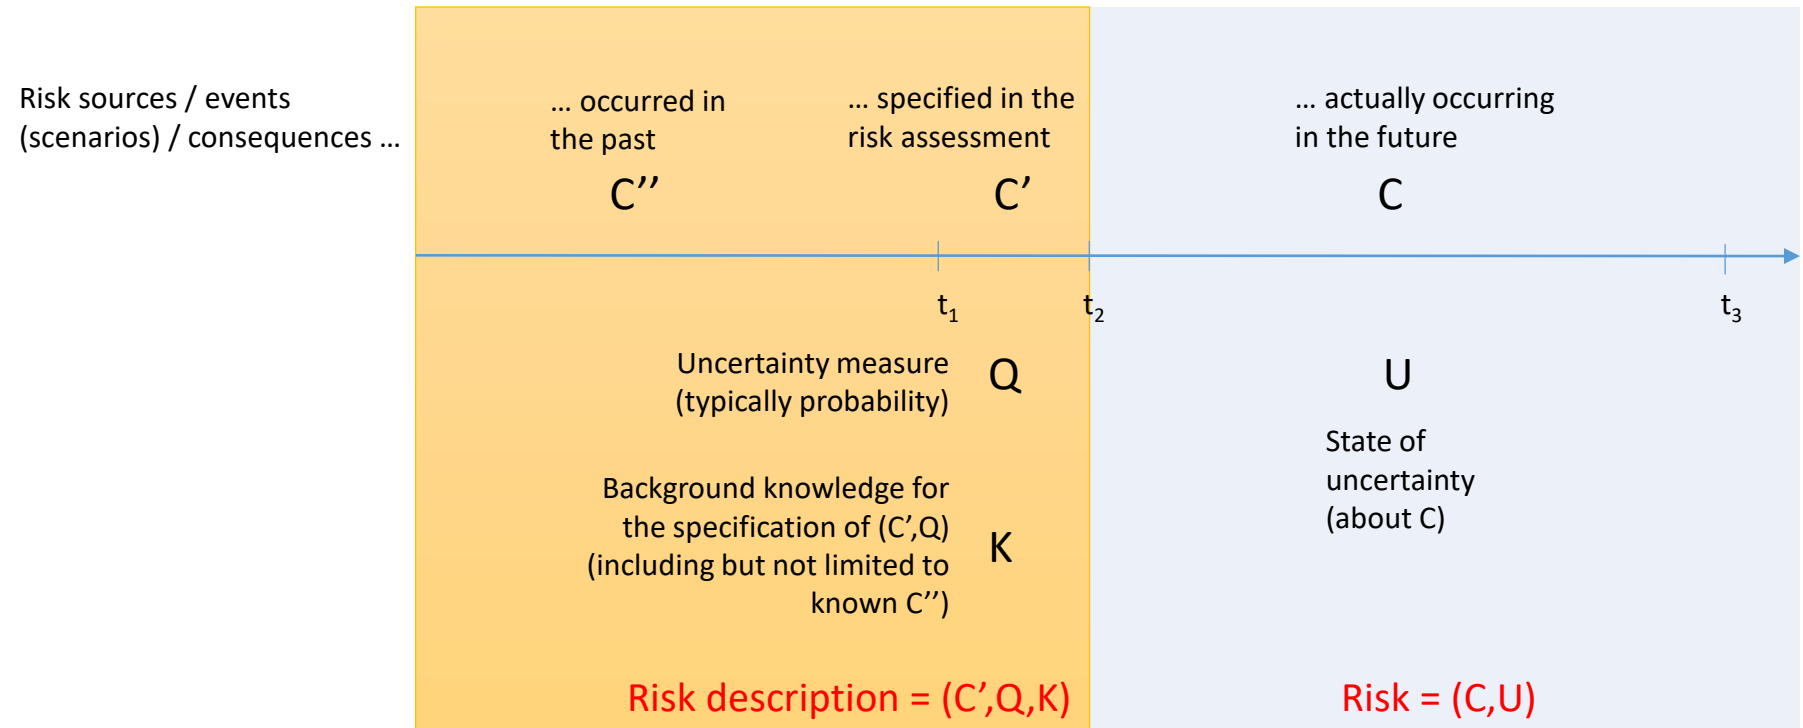 Risk sources / events
(scenarios) / consequences ...
... occurred in
the past
C’’
... specified in the
risk assessment
C’
... actually occurring
in the future
C
t1
t2
t3
Uncertainty measure
(typically probability)
Q
Background knowledge for
the specification of (C’,Q)
(including but not limited to
known C’’)
K
U
State of
uncertainty
(about C)
Risk description = (C’,Q,K)
Risk = (C,U)